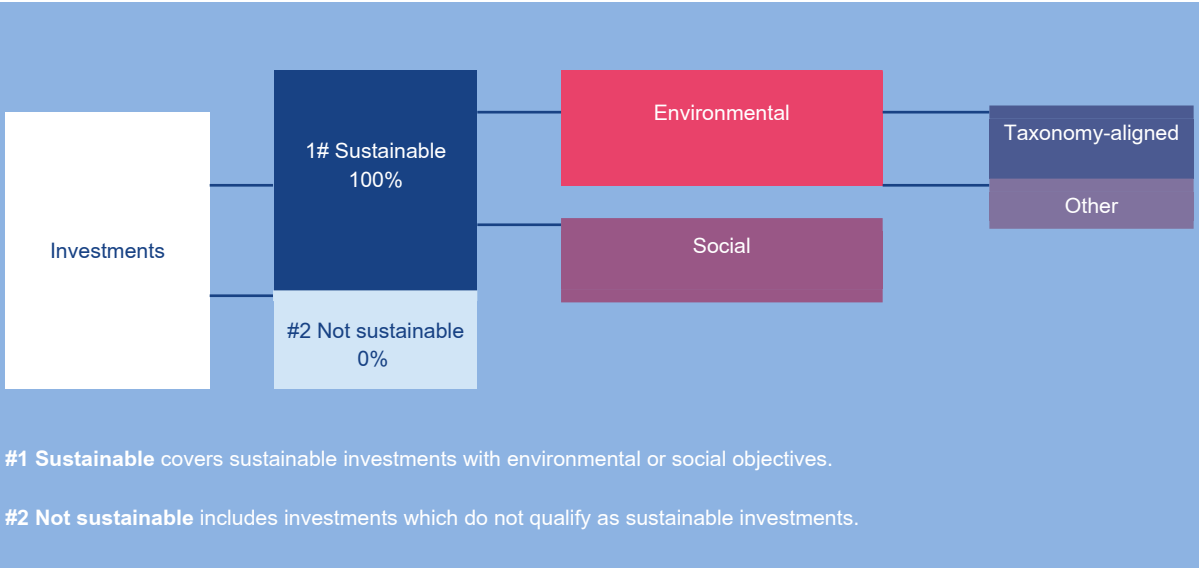 Investments
1# Sustainable
100%
#2 Not sustainable
0%
Environmental
Social
Taxonomy-aligned
Other
#1 Sustainable covers sustainable investments with environmental or social objectives.
#2 Not sustainable includes investments which do not qualify as sustainable investments.